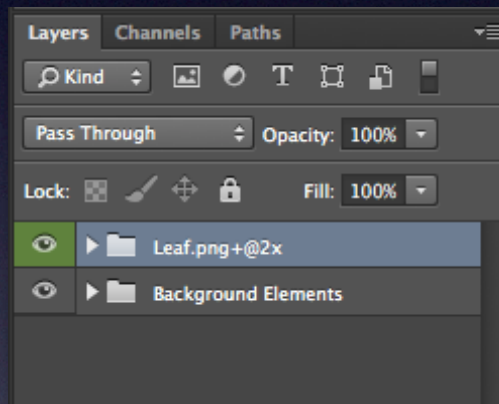 Layers Channels Paths
Kind T
Pass Through Opacity: 100%
Lock: Fill: 100%
Leaf.png+@2x
Background Elements